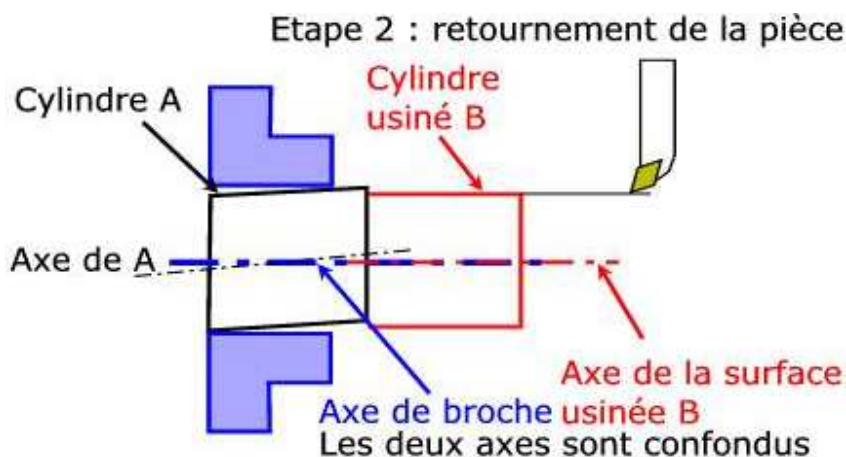 Etape 2 : retournement de la pièce
Cylindre A
Cylindre
usiné B
Axe de A
Axe de broche
Axe de la surface
usinée B
Les deux axes sont confondus